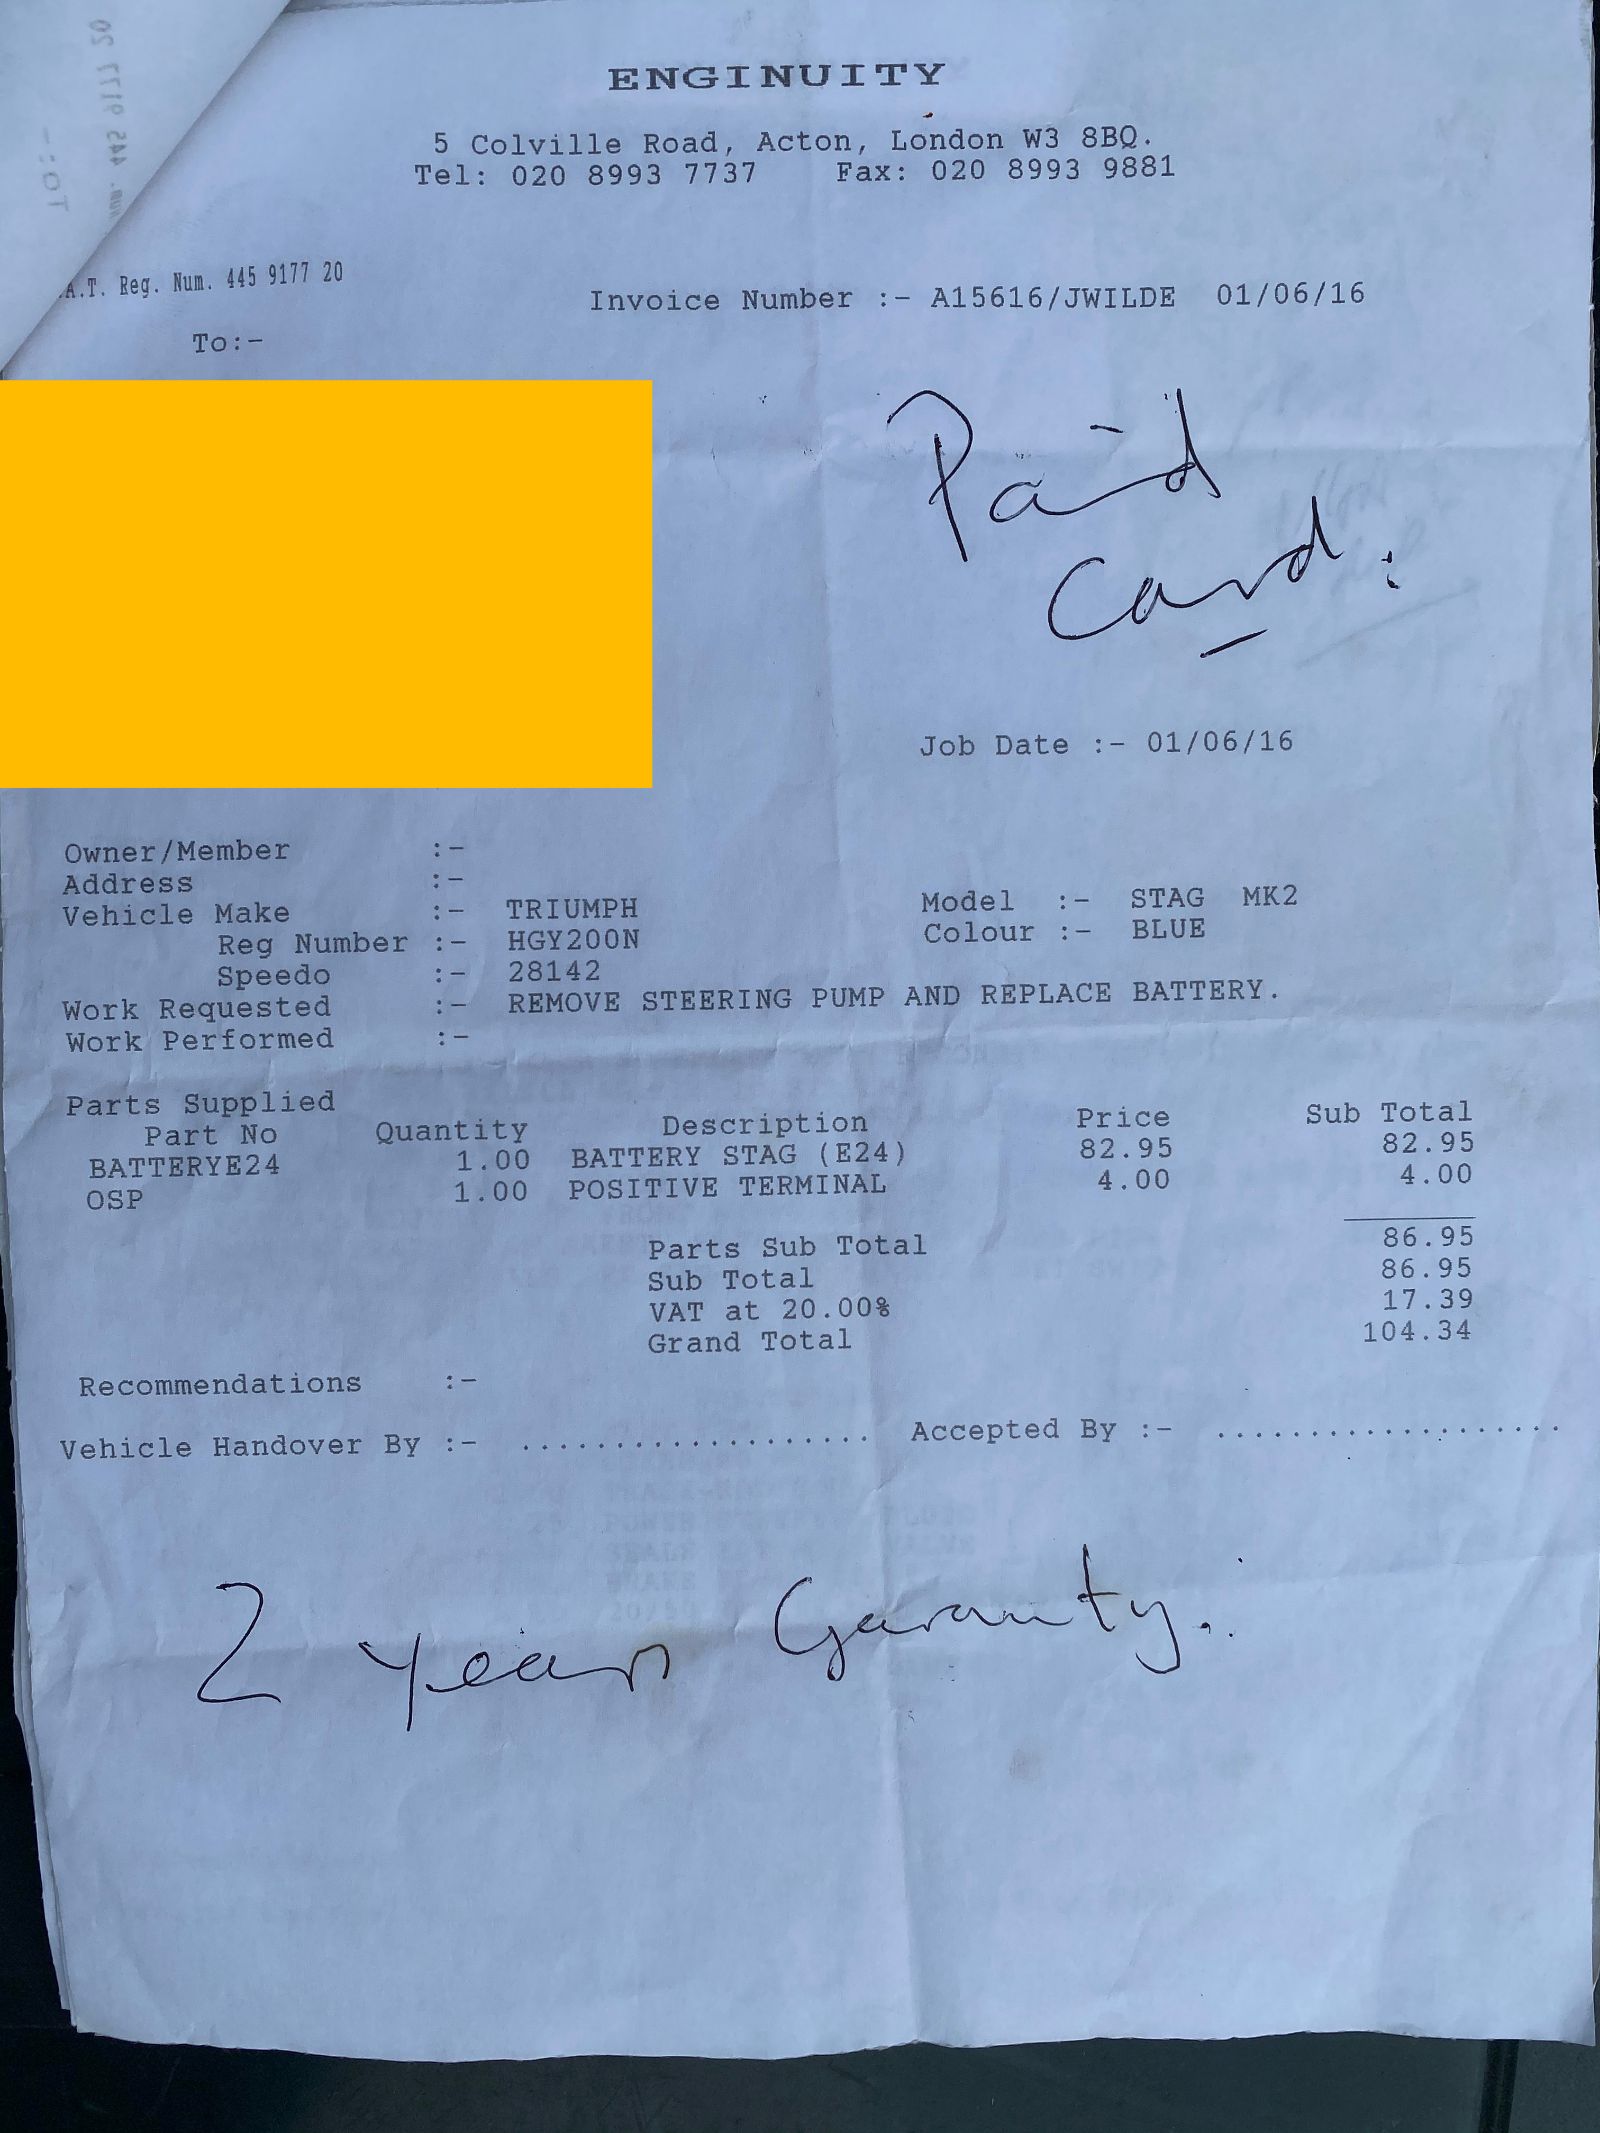 ENGINUITY
5 Colville Road, Acton, London W3 8BQ.
Tel: 020 8993 7737 Fax: 020 8993 9881
.A.T. Reg. Num. 445 9177 20
Invoice Number :- A15616/JWILDE 01/06/16
To:-
Paid
Card.
Job Date :- 01/06/16
Owner/Member :-
Address :-
Vehicle Make :- TRIUMPH Model :- STAG MK2
Reg Number :- HGY200N Colour :- BLUE
Speedo :- 28142
Work Requested :- REMOVE STEERING PUMP AND REPLACE BATTERY.
Work Performed :-
Parts Supplied
Part No Quantity Description Price Sub Total
BATTERYE24 1.00 BATTERY STAG (E24) 82.95 82.95
OSP 1.00 POSITIVE TERMINAL 4.00 4.00
Parts Sub Total 86.95
Sub Total 86.95
VAT at 20.00% 17.39
Grand Total 104.34
Recommendations :-
Vehicle Handover By :- ................... Accepted By :- ...................
2 Year Garanty.